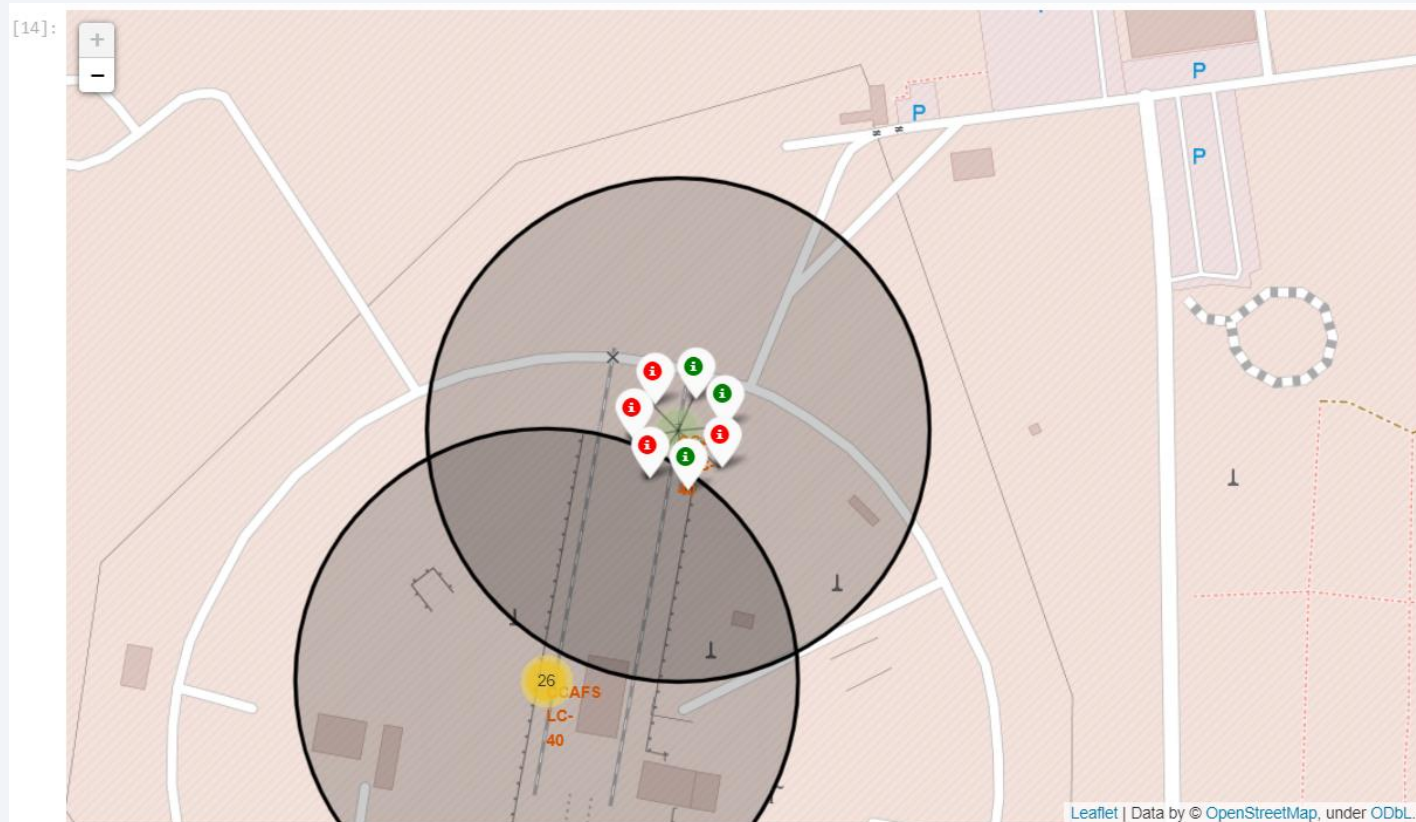 [14]:
+
−
P
P
P
26
CCAFS
LC-
40
Leaflet | Data by © OpenStreetMap, under ODbL.